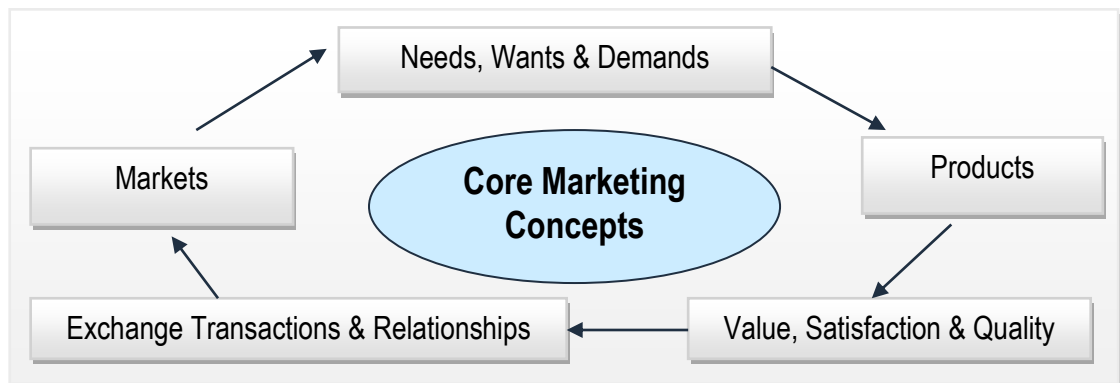 Needs, Wants & Demands
Markets
Core Marketing
Concepts
Products
Exchange Transactions & Relationships
Value, Satisfaction & Quality